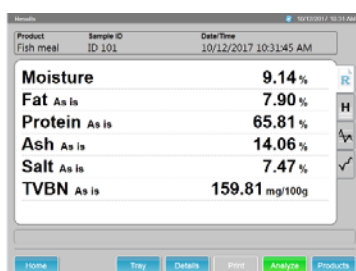 Results 10/12/2017 10:31 AM
Product Sample ID Date/Time
Fish meal ID 101 10/12/2017 10:31:45 AM
Moisture 9.14 %
Fat As is 7.90 %
Protein As is 65.81 %
Ash As is 14.06 %
Salt As is 7.47 %
TVBN As is 159.81 mg/100g
R
H
Home Tray Details Print Analyze Products